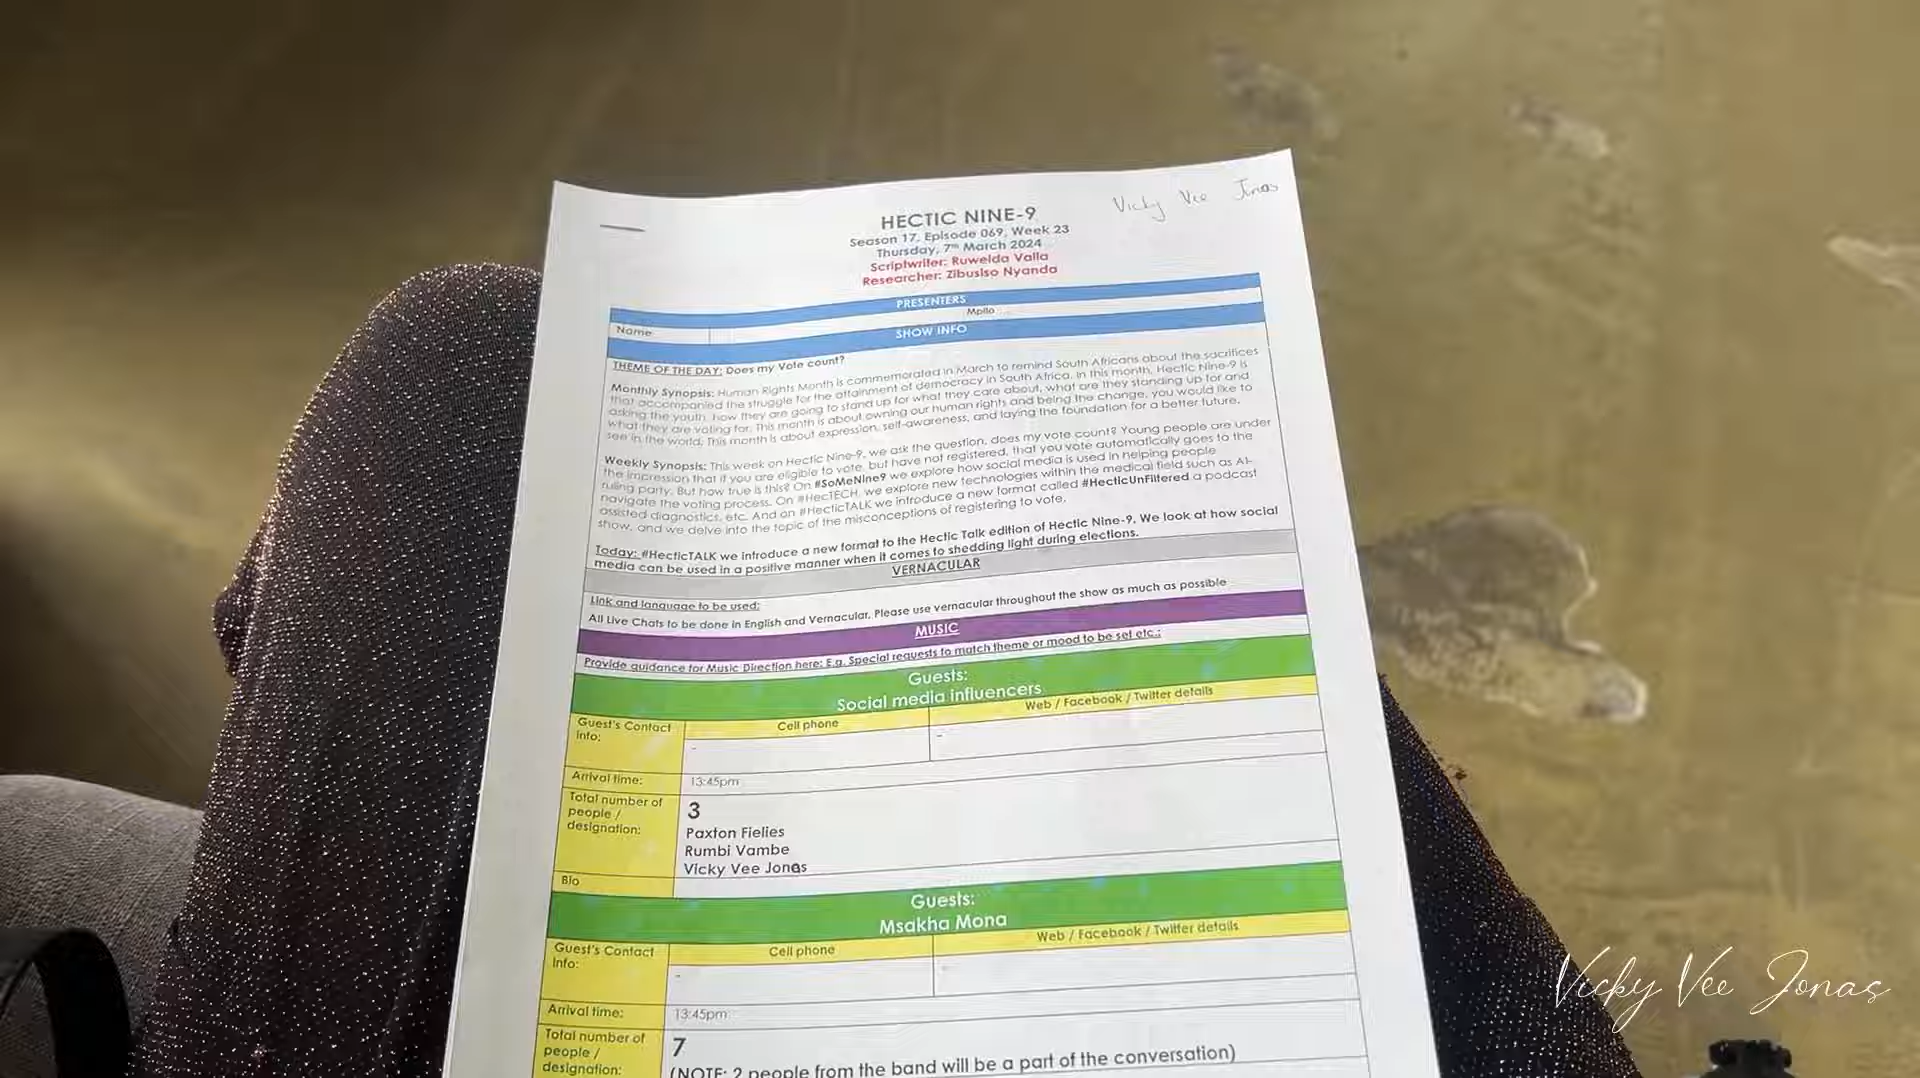 Vicky Vee Jonas
HECTIC NINE-9
Season 17, Episode 069, Week 23
Thursday, 7th March 2024
Scriptwriter: Ruwelda Valla
Researcher: Zibusiso Nyanda
PRESENTERS
Name
Mpilo
SHOW INFO
THEME OF THE DAY: Does my Vote count?
Monthly Synopsis: Human Rights Month is commemorated in March to remind South Africans about the sacrifices
that accompanied the struggle for the attainment of democracy in South Africa. In this month, Hectic Nine-9 is
asking the youth, how they are going to stand up for what they care about, what are they standing up for and
what they are voting for. This month is about owning our human rights and being the change, you would like to
see in the world. This month is about expression, self-awareness, and laying the foundation for a better future.
Weekly Synopsis: This week on Hectic Nine-9, we ask the question, does my vote count? Young people are under
the impression that if you are eligible to vote, but have not registered, that you vote automatically goes to the
ruling party. But how true is this? On #SoMeNine9 we explore how social media is used in helping people
navigate the voting process. On #HecTECH, we explore new technologies within the medical field such as AI-
assisted diagnostics, etc. And on #HecticTALK we introduce a new format called #HecticUnFiltered a podcast
show, and we delve into the topic of the misconceptions of registering to vote.
Today: #HecticTALK we introduce a new format to the Hectic Talk edition of Hectic Nine-9. We look at how social
media can be used in a positive manner when it comes to shedding light during elections.
VERNACULAR
Link and language to be used:
All Live Chats to be done in English and Vernacular. Please use vernacular throughout the show as much as possible
MUSIC
Provide guidance for Music Direction here: E.g. Special requests to match theme or mood to be set etc.:
Guests:
Social media influencers
Guest's Contact
Info:
Cell phone
Web / Facebook / Twitter details
-
-
Arrival time:
13:45pm
Total number of
people /
designation:
3
Paxton Fielies
Rumbi Vambe
Vicky Vee Jonas
Bio
Guests:
Msakha Mona
Guest's Contact
Info:
Cell phone
Web / Facebook / Twitter details
-
-
Arrival time:
13:45pm
Total number of
people /
designation:
7
(NOTE: 2 people from the band will be a part of the conversation)
Vicky Vee Jonas